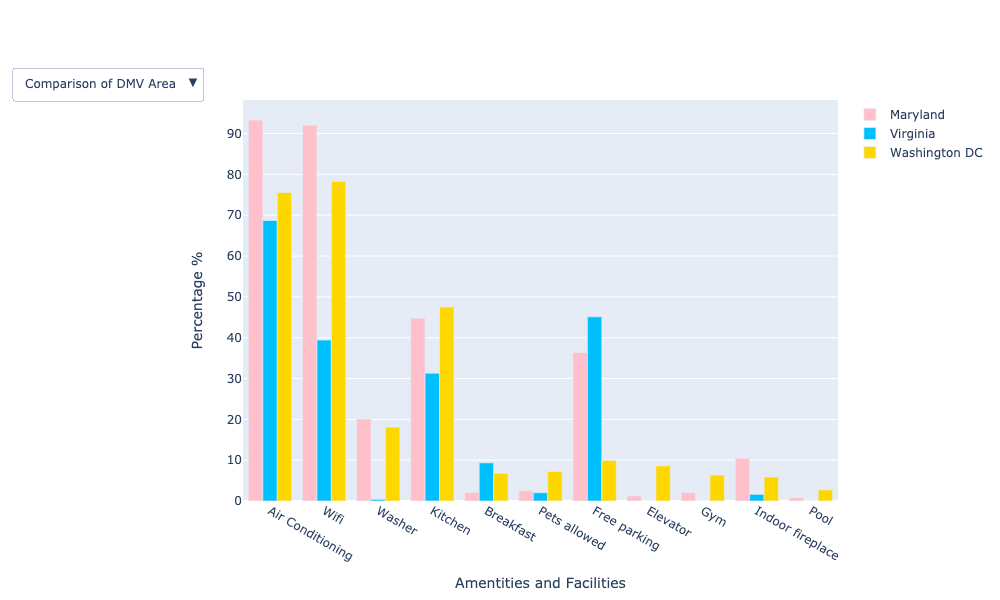 Comparison of DMV Area ▼
Maryland
Virginia
Washington DC
Percentage %
90
80
70
60
50
40
30
20
10
0
Air Conditioning
Wifi
Washer
Kitchen
Breakfast
Pets allowed
Free parking
Elevator
Gym
Indoor fireplace
Pool
Amentities and Facilities